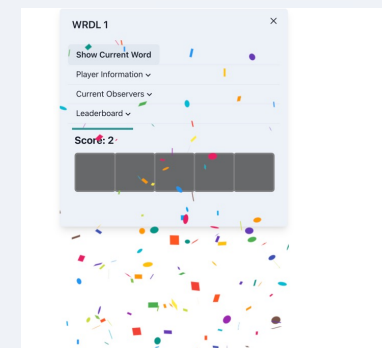 WRDL 1
Show Current Word
Player Information
Current Observers
Leaderboard
Score: 2